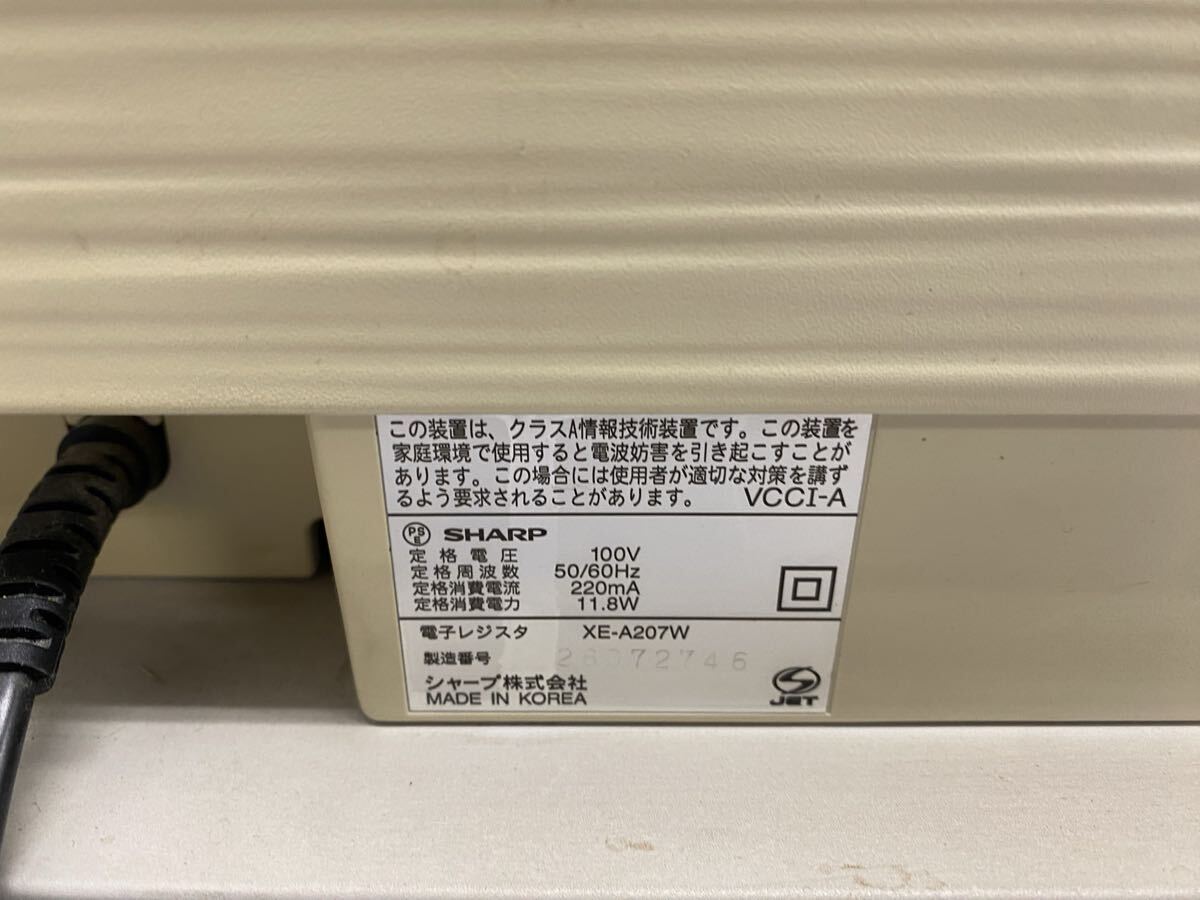 この装置は、クラスA情報技術装置です。この装置を
家庭環境で使用すると電波妨害を引き起こすことが
あります。この場合には使用者が適切な対策を講ず
るよう要求されることがあります。 VCCI-A
PS E SHARP
定格電圧 100V
定格周波数 50/60Hz
定格消費電流 220mA
定格消費電力 11.8W
電子レジスタ XE-A207W
製造番号
シャープ株式会社
MADE IN KOREA
JET